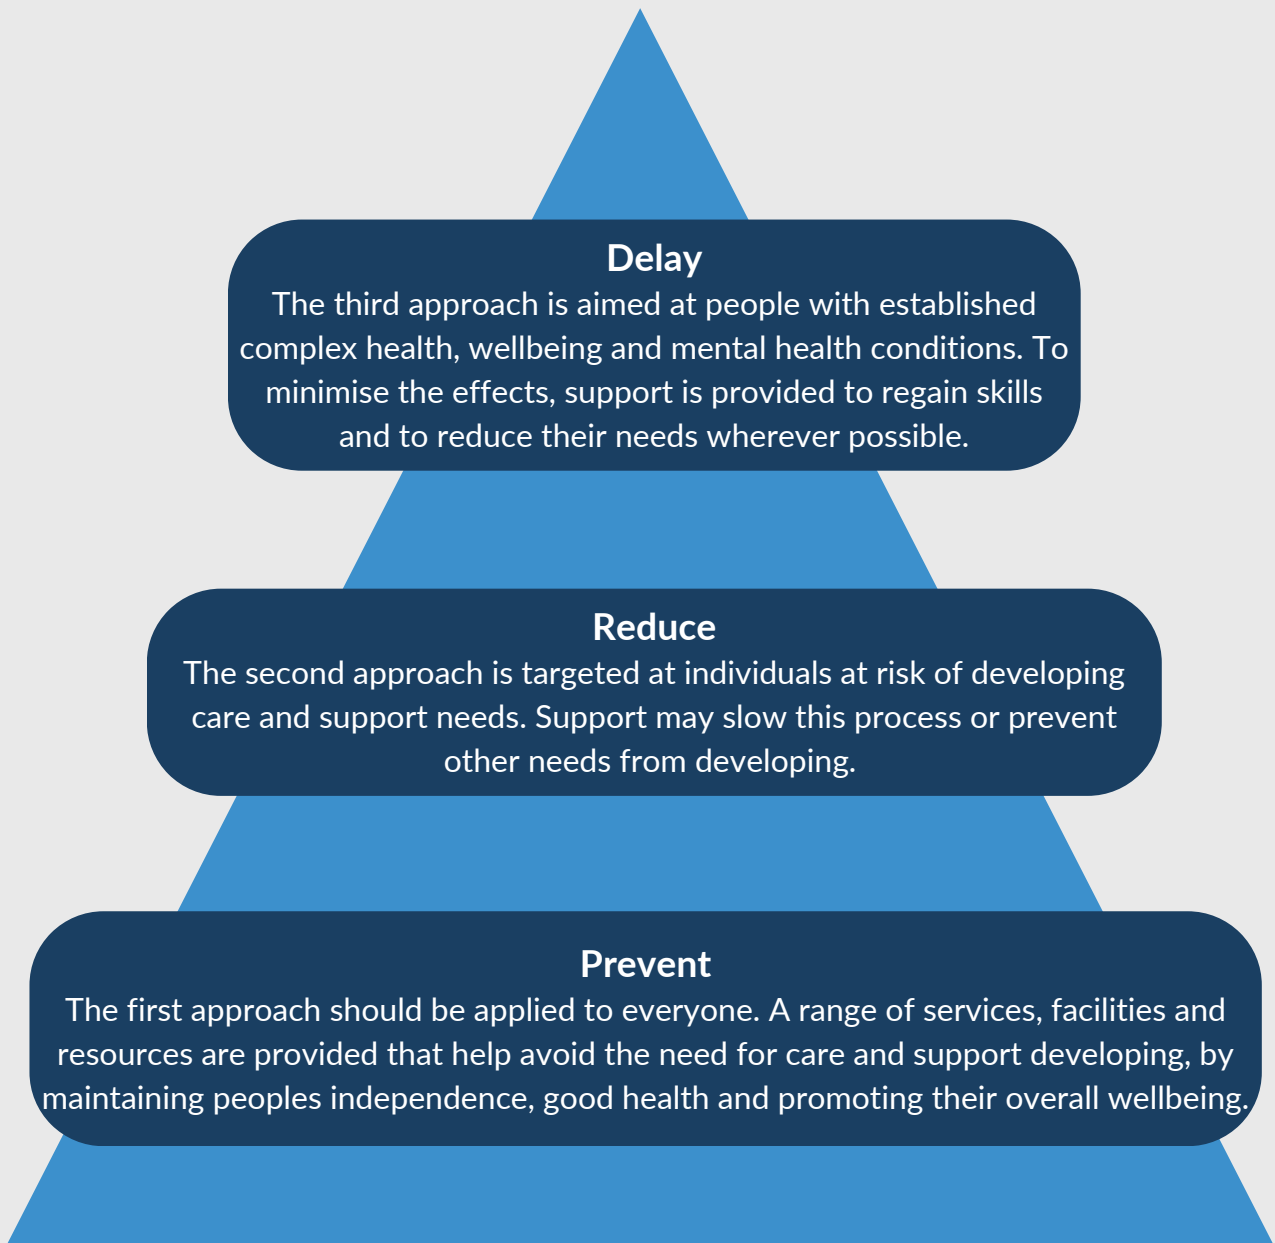 Delay
The third approach is aimed at people with established
complex health, wellbeing and mental health conditions. To
minimise the effects, support is provided to regain skills
and to reduce their needs wherever possible.
Reduce
The second approach is targeted at individuals at risk of developing
care and support needs. Support may slow this process or prevent
other needs from developing.
Prevent
The first approach should be applied to everyone. A range of services, facilities and
resources are provided that help avoid the need for care and support developing, by
maintaining peoples independence, good health and promoting their overall wellbeing.